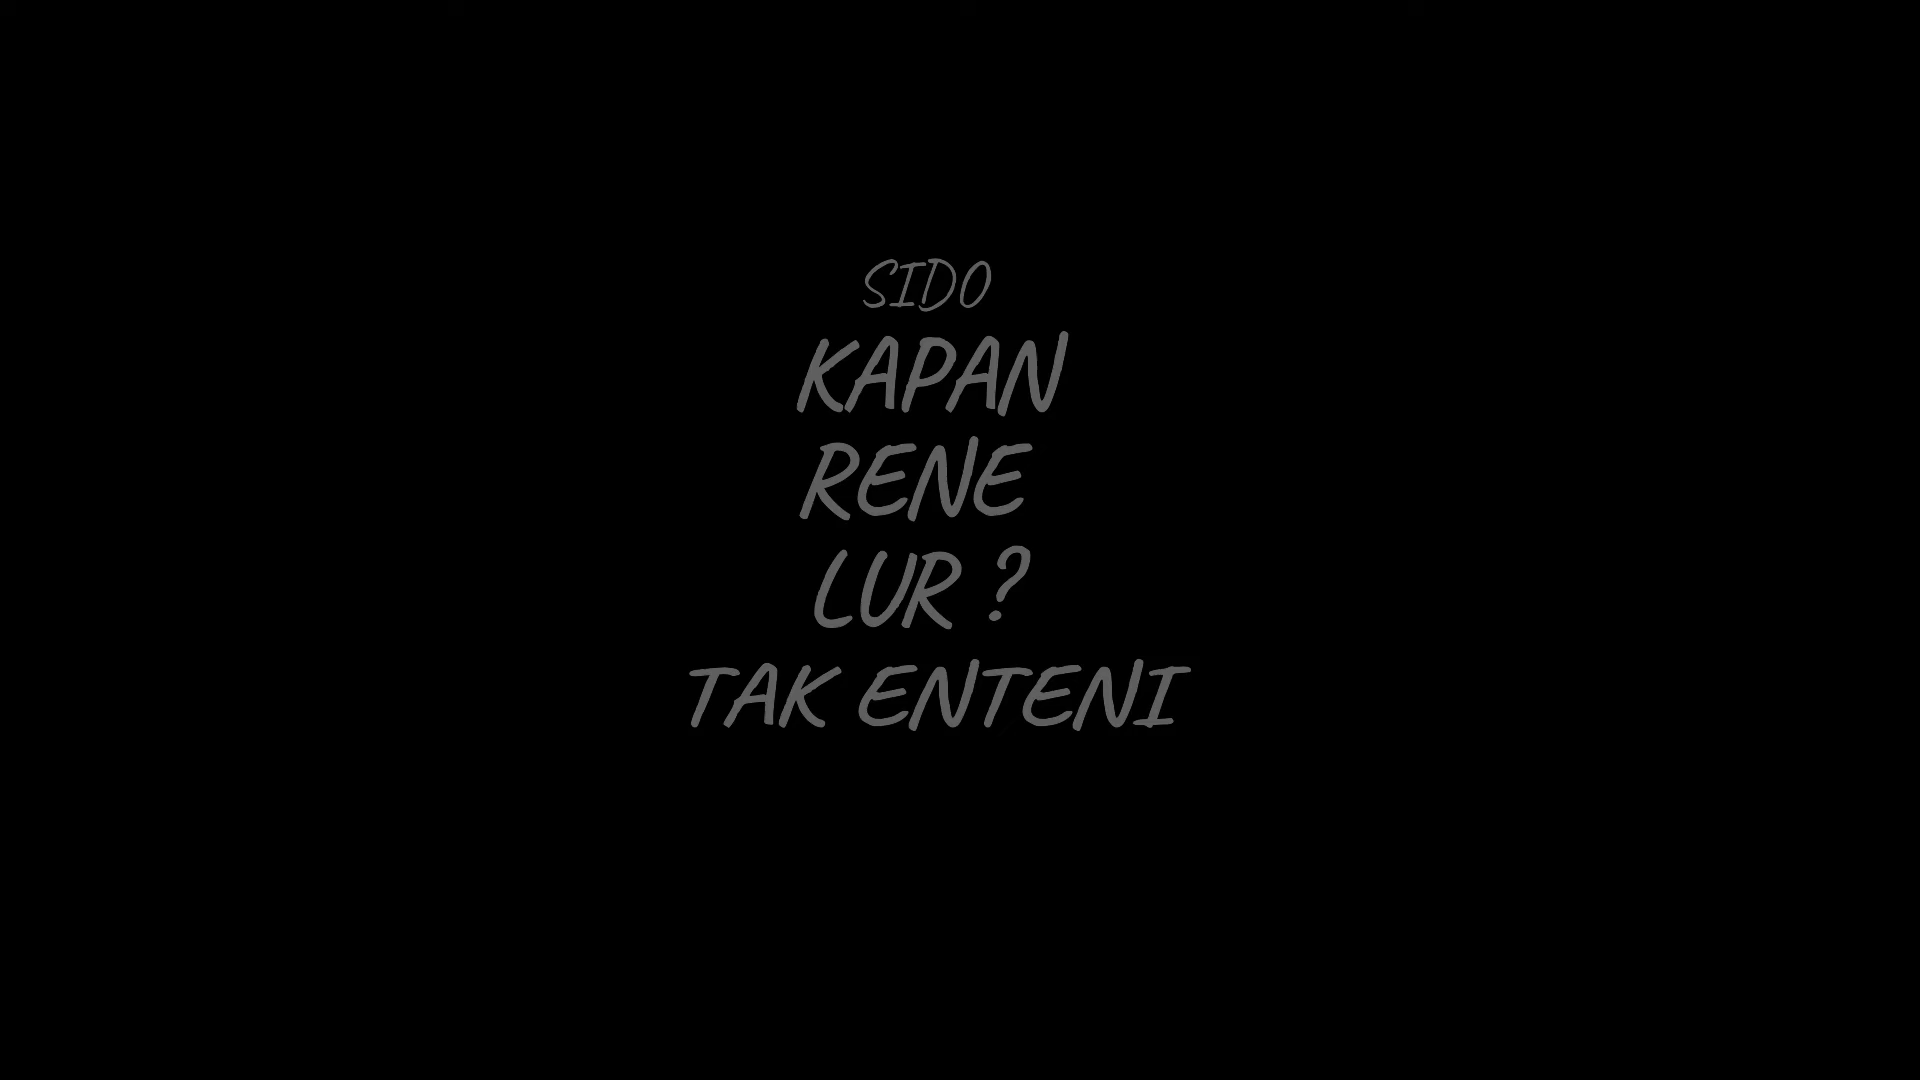 SIDO
KAPAN
RENE
LUR ?
TAK ENTENI